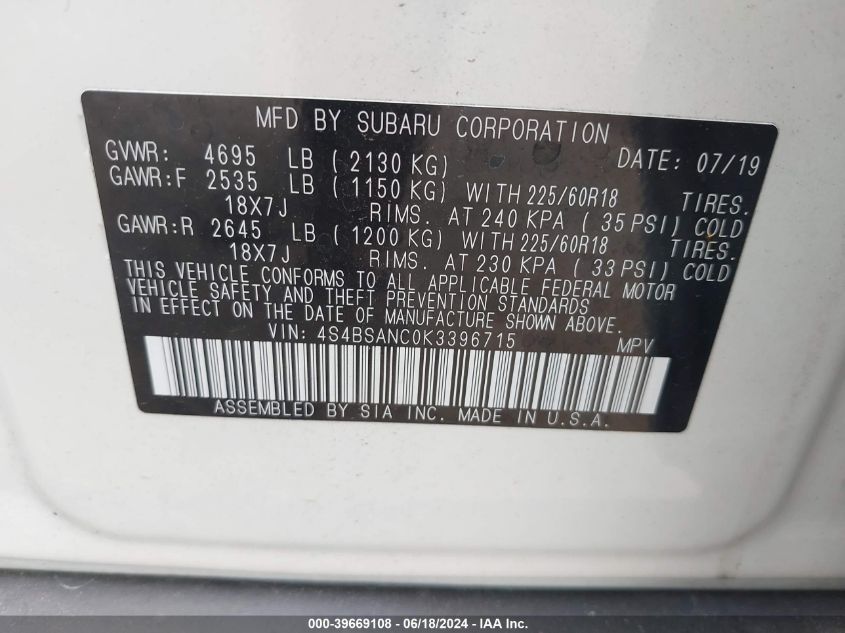 MFD BY SUBARU CORPORATION
GVWR: 4695 LB ( 2130 KG) DATE: 07/19
GAWR:F 2535 LB ( 1150 KG) WITH 225/60R18 TIRES.
18X7J RIMS. AT 240 KPA ( 35 PSI) COLD
GAWR:R 2645 LB ( 1200 KG) WITH 225/60R18 TIRES.
18X7J RIMS. AT 230 KPA ( 33 PSI) COLD
THIS VEHICLE CONFORMS TO ALL APPLICABLE FEDERAL MOTOR
VEHICLE SAFETY AND THEFT PREVENTION STANDARDS
IN EFFECT ON THE DATE OF MANUFACTURE SHOWN ABOVE.
VIN: 4S4BSANC0K3396715 MPV
ASSEMBLED BY SIA INC. MADE IN U.S.A.
000-39669108 - 06/18/2024 - IAA Inc.